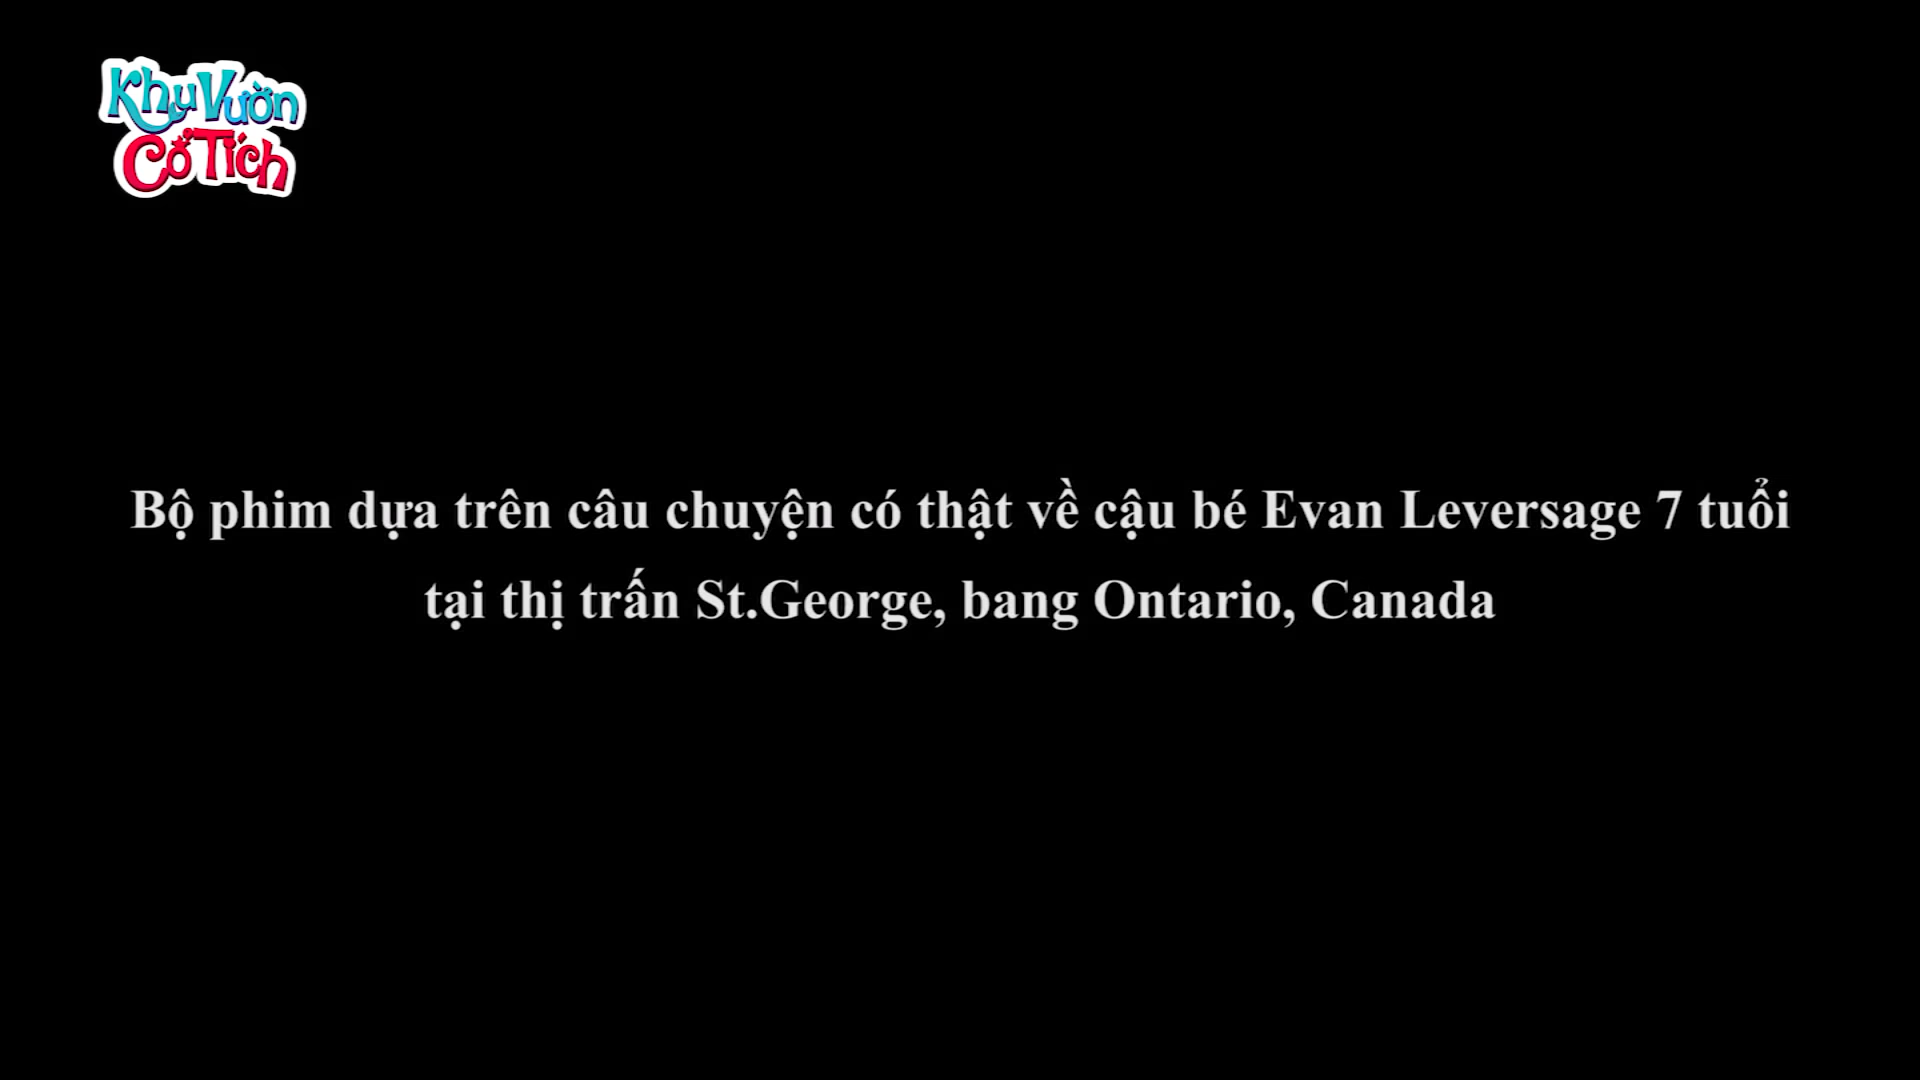 Khu Vườn
Cổ Tích
Bộ phim dựa trên câu chuyện có thật về cậu bé Evan Leversage 7 tuổi
tại thị trấn St.George, bang Ontario, Canada